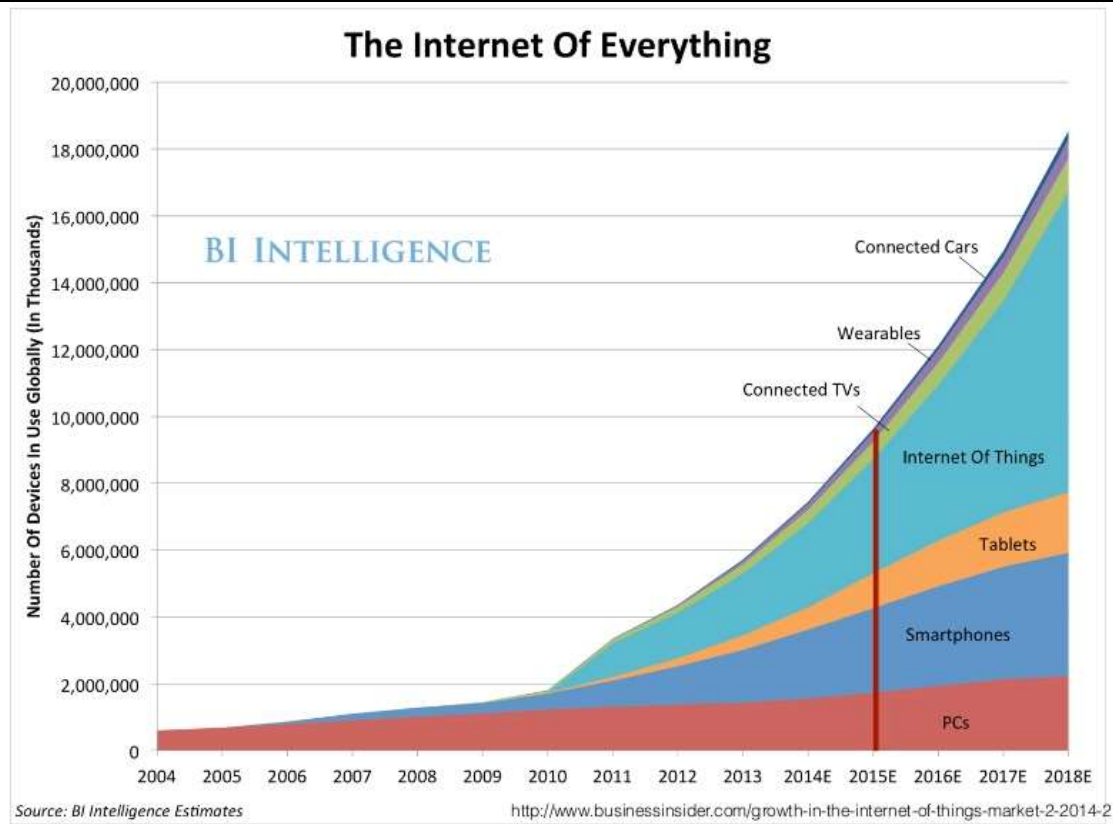 The Internet Of Everything
Number Of Devices In Use Globally (In Thousands)
20,000,000
18,000,000
16,000,000
14,000,000
12,000,000
10,000,000
8,000,000
6,000,000
4,000,000
2,000,000
0
BI INTELLIGENCE
Connected Cars
Wearables
Connected TVs
Internet Of Things
Tablets
Smartphones
PCs
2004 2005 2006 2007 2008 2009 2010 2011 2012 2013 2014E 2015E 2016E 2017E 2018E
Source: BI Intelligence Estimates
http://www.businessinsider.com/growth-in-the-internet-of-things-market-2-2014-2